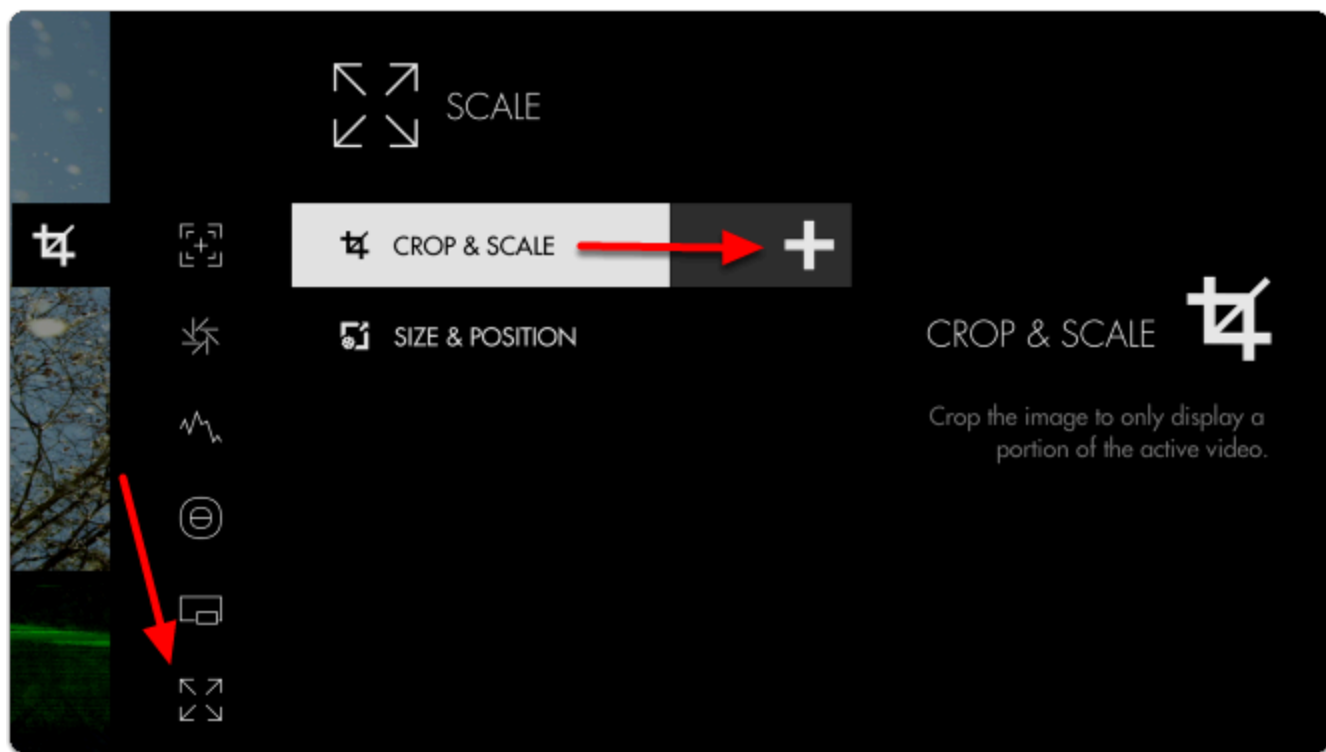 SCALE
CROP & SCALE
SIZE & POSITION
CROP & SCALE
Crop the image to only display a
portion of the active video.